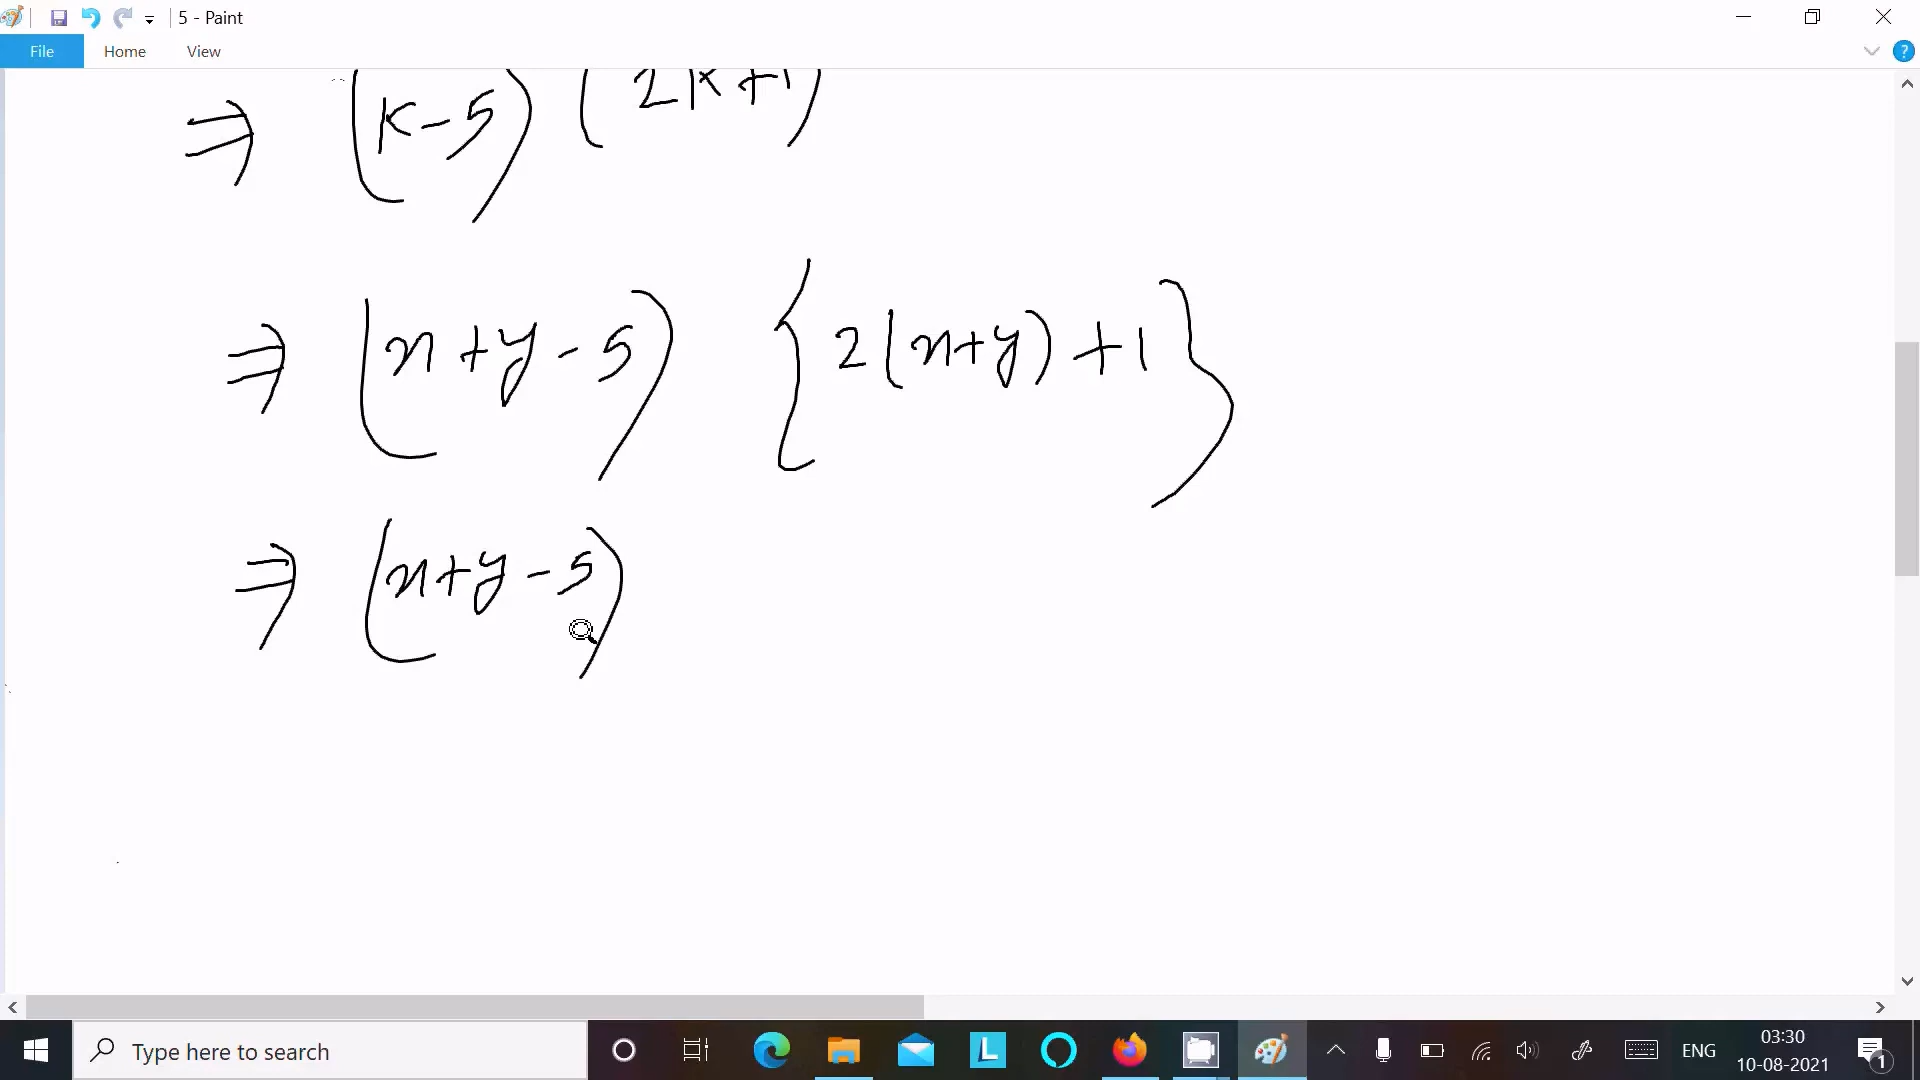 5 - Paint
File Home View
⇒ (k-5) (2k+1)
⇒ (x+y-5) {2(x+y)+1}
⇒ (x+y-5)
Type here to search
L
ENG
03:30
10-08-2021
1